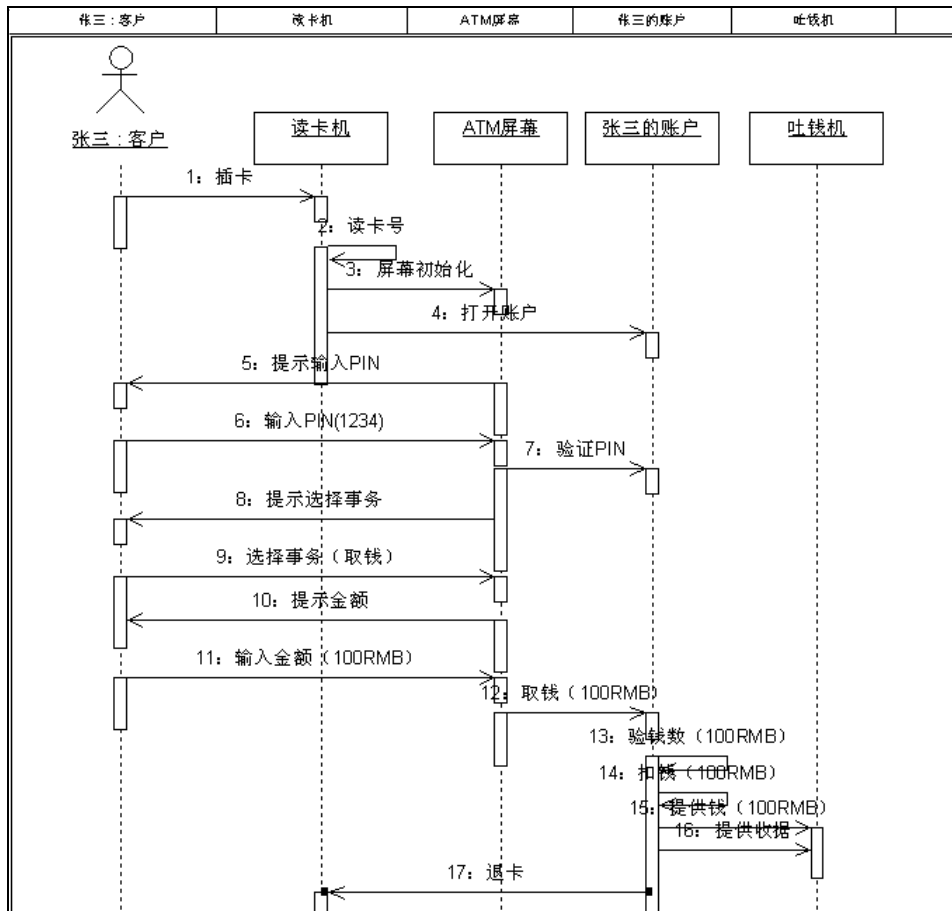 张三：客户
读卡机
ATM屏幕
张三的账户
吐钱机
张三：客户
读卡机
ATM屏幕
张三的账户
吐钱机
1：插卡
2：读卡号
3：屏幕初始化
4：打开账户
5：提示输入PIN
6：输入PIN(1234)
7：验证PIN
8：提示选择事务
9：选择事务（取钱）
10：提示金额
11：输入金额（100RMB）
12：取钱（100RMB）
13：验钱数（100RMB）
14：扣钱（100RMB）
15：提供钱（100RMB）
16：提供收据
17：退卡